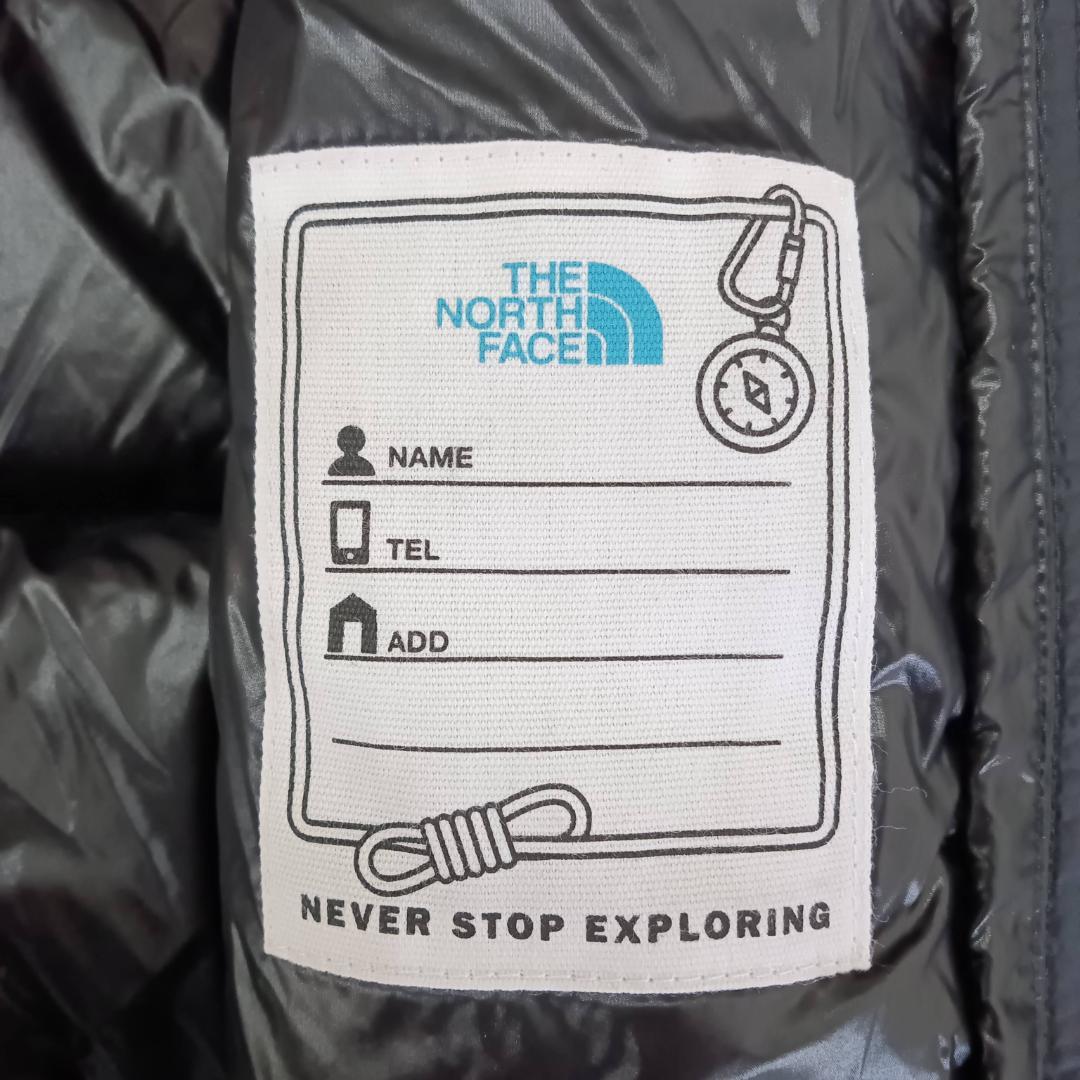 THE
NORTH
FACE
NAME
TEL
ADD
NEVER STOP EXPLORING